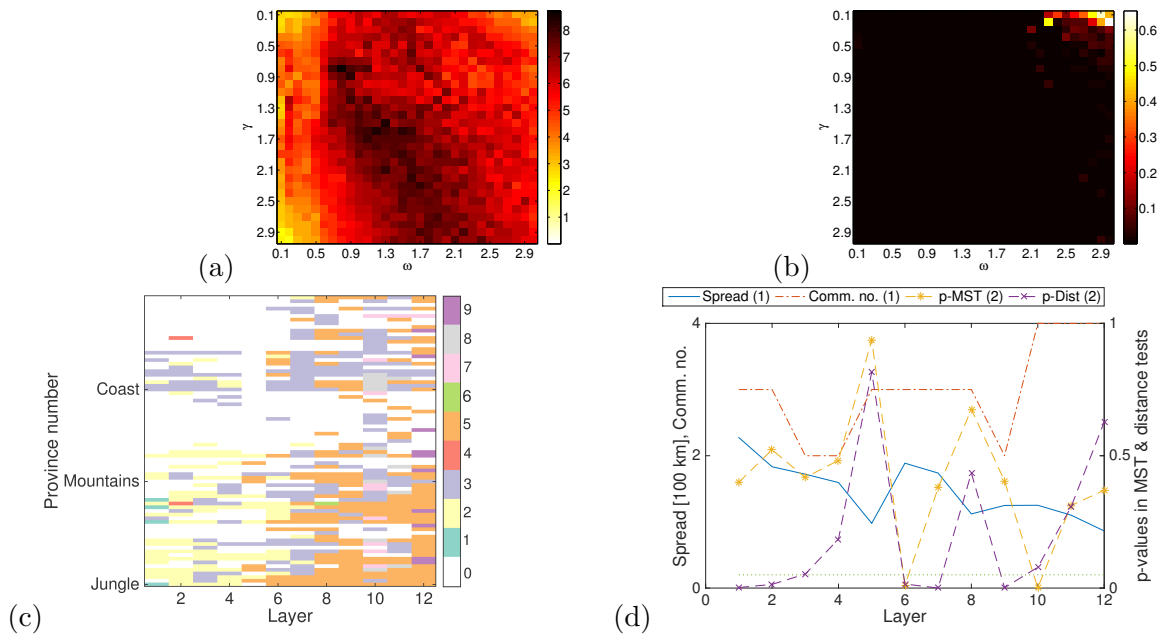 0.1
0.5
0.9
1.3
1.7
2.1
2.5
2.9
γ
0.1 0.5 0.9 1.3 1.7 2.1 2.5 2.9
ω
8
7
6
5
4
3
2
1
(a)
0.1
0.5
0.9
1.3
1.7
2.1
2.5
2.9
γ
0.1 0.5 0.9 1.3 1.7 2.1 2.5 2.9
ω
0.6
0.5
0.4
0.3
0.2
0.1
(b)
Province number
Coast
Mountains
Jungle
2 4 6 8 10 12
Layer
9
8
7
6
5
4
3
2
1
0
(c)
Spread (1) Comm. no. (1) p-MST (2) p-Dist (2)
Spread [100 km]. Comm. no.
4
3
2
1
0
0 2 4 6 8 10 12
Layer
1
0.5
0
p-values in MST & distance tests
(d)